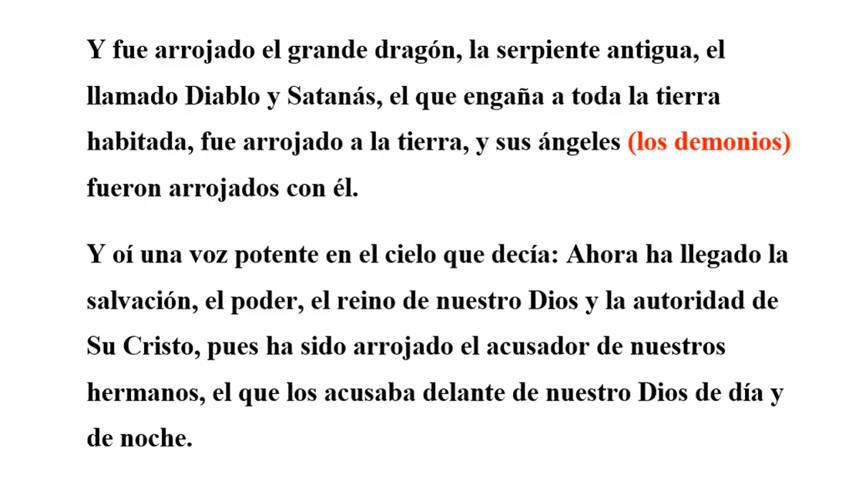 Y fue arrojado el grande dragón, la serpiente antigua, el
llamado Diablo y Satanás, el que engaña a toda la tierra
habitada, fue arrojado a la tierra, y sus ángeles (los demonios)
fueron arrojados con él.
Y oí una voz potente en el cielo que decía: Ahora ha llegado la
salvación, el poder, el reino de nuestro Dios y la autoridad de
Su Cristo, pues ha sido arrojado el acusador de nuestros
hermanos, el que los acusaba delante de nuestro Dios de día y
de noche.